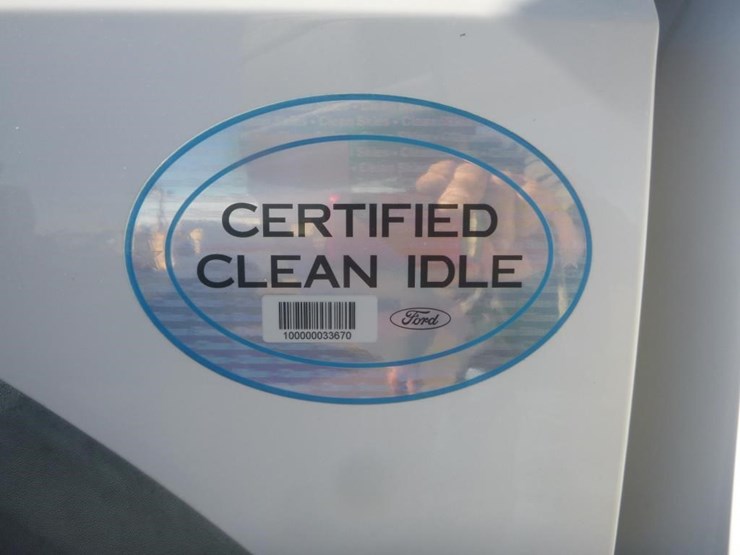 CERTIFIED
CLEAN IDLE
100000033670
Ford